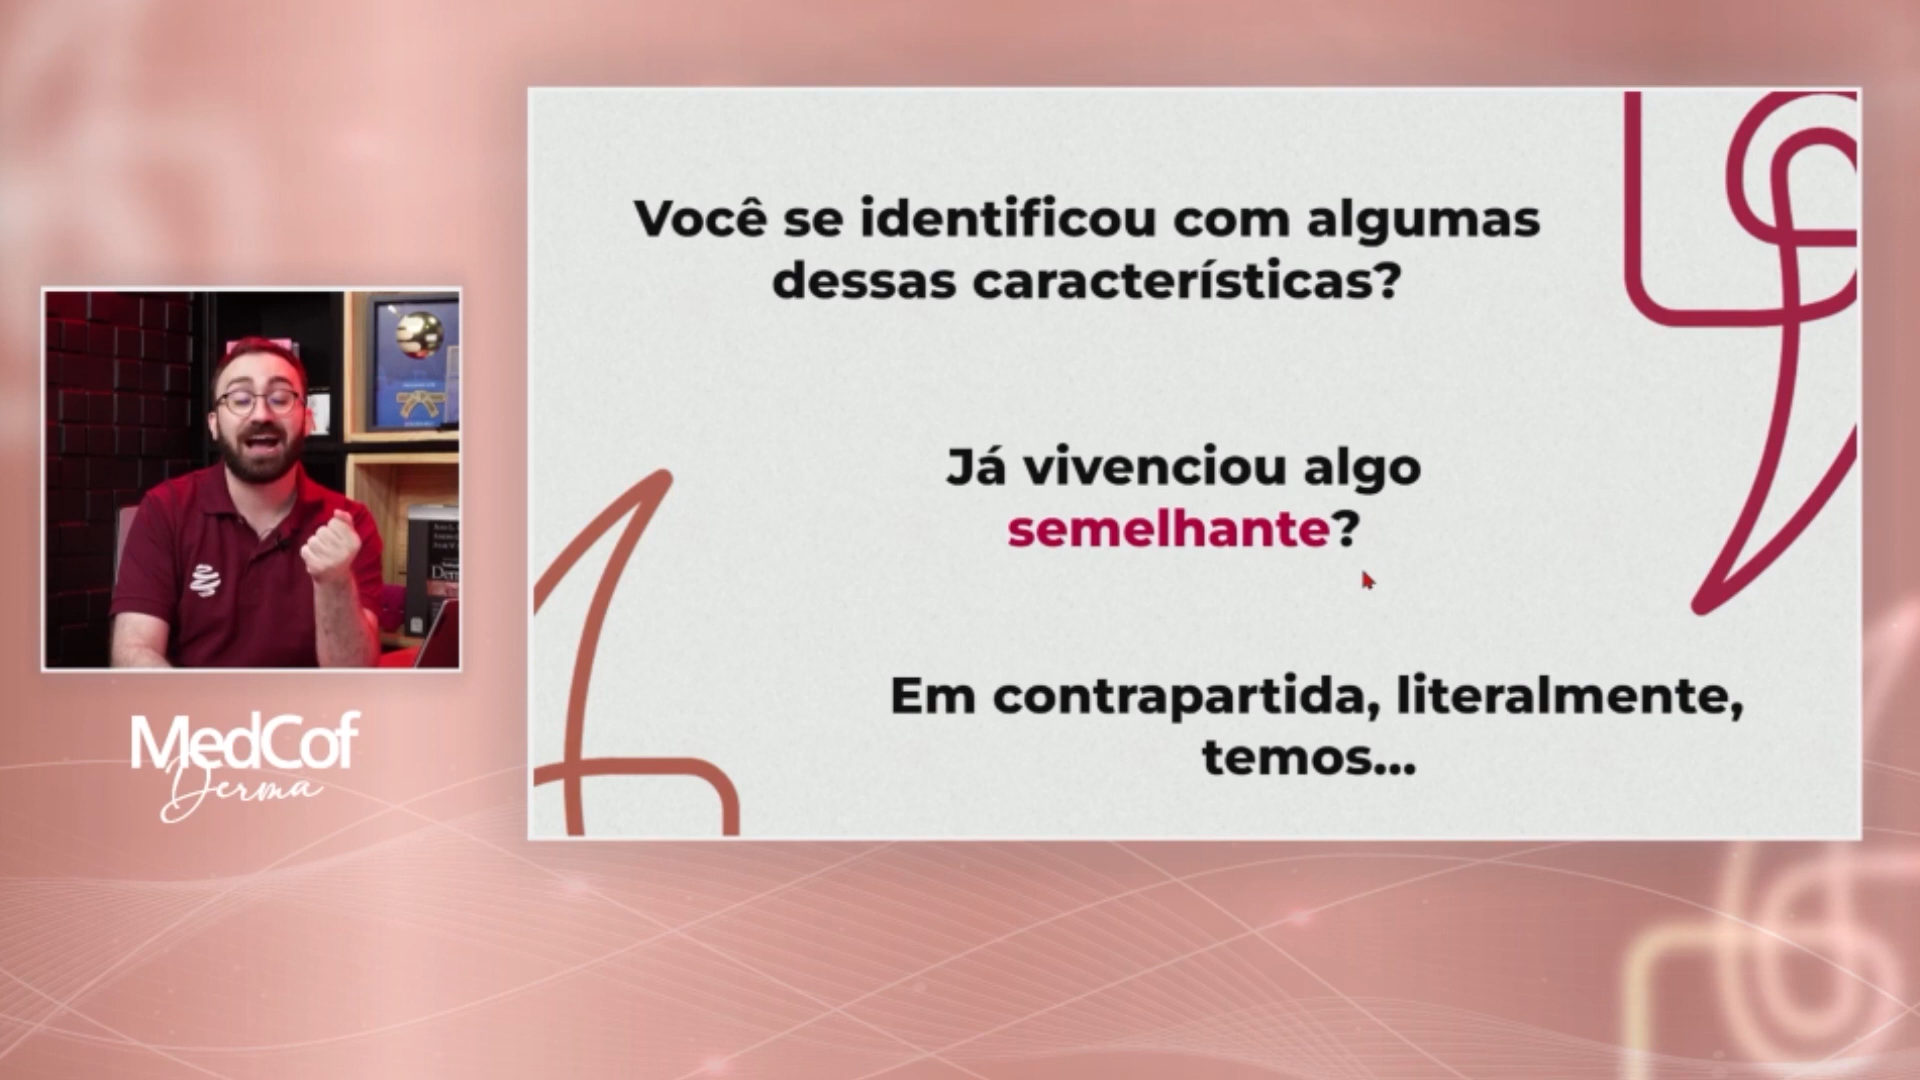 Você se identificou com algumas
dessas características?
Já vivenciou algo
semelhante?
Em contrapartida, literalmente,
temos...
MedCof
Derma